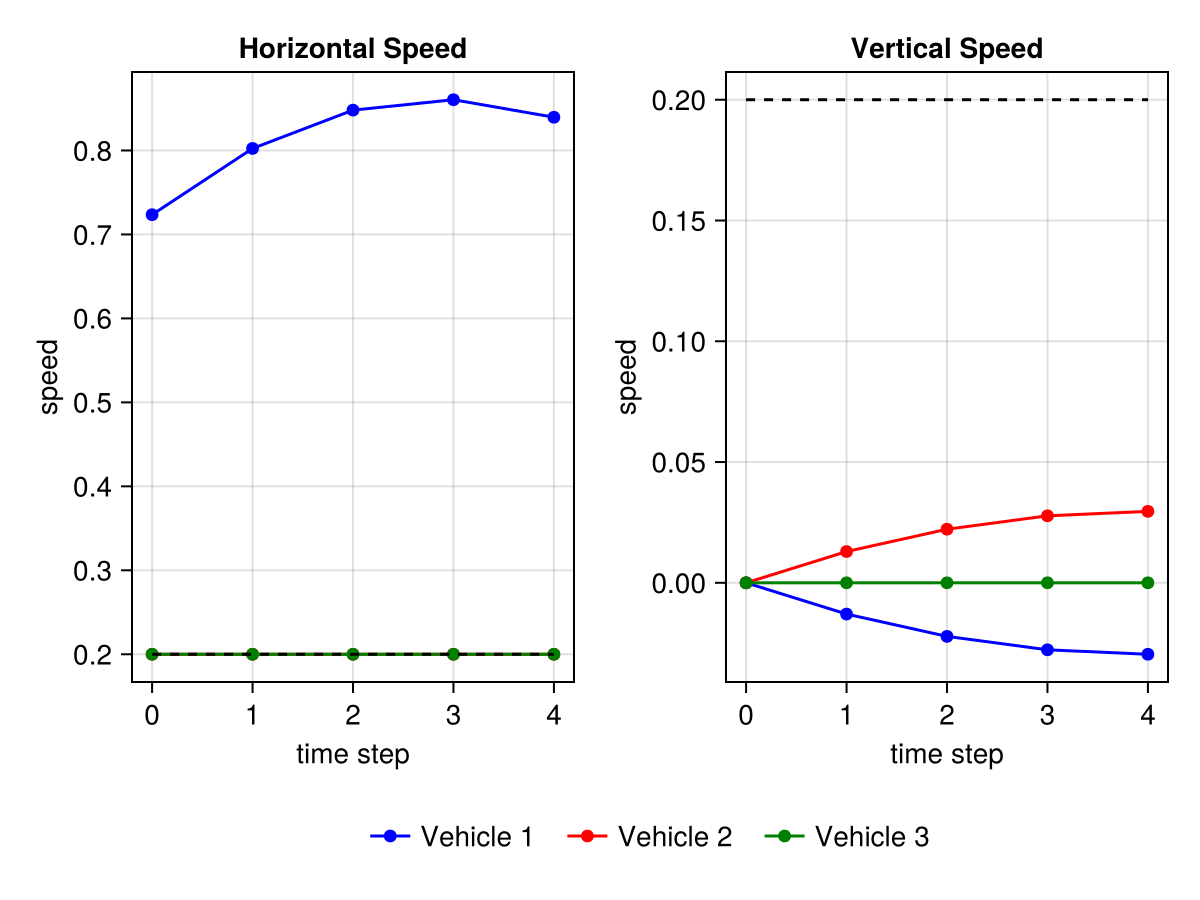 Horizontal Speed
speed
0.8
0.7
0.6
0.5
0.4
0.3
0.2
0
1
2
3
4
time step
Vertical Speed
speed
0.20
0.15
0.10
0.05
0.00
0
1
2
3
4
time step
Vehicle 1
Vehicle 2
Vehicle 3